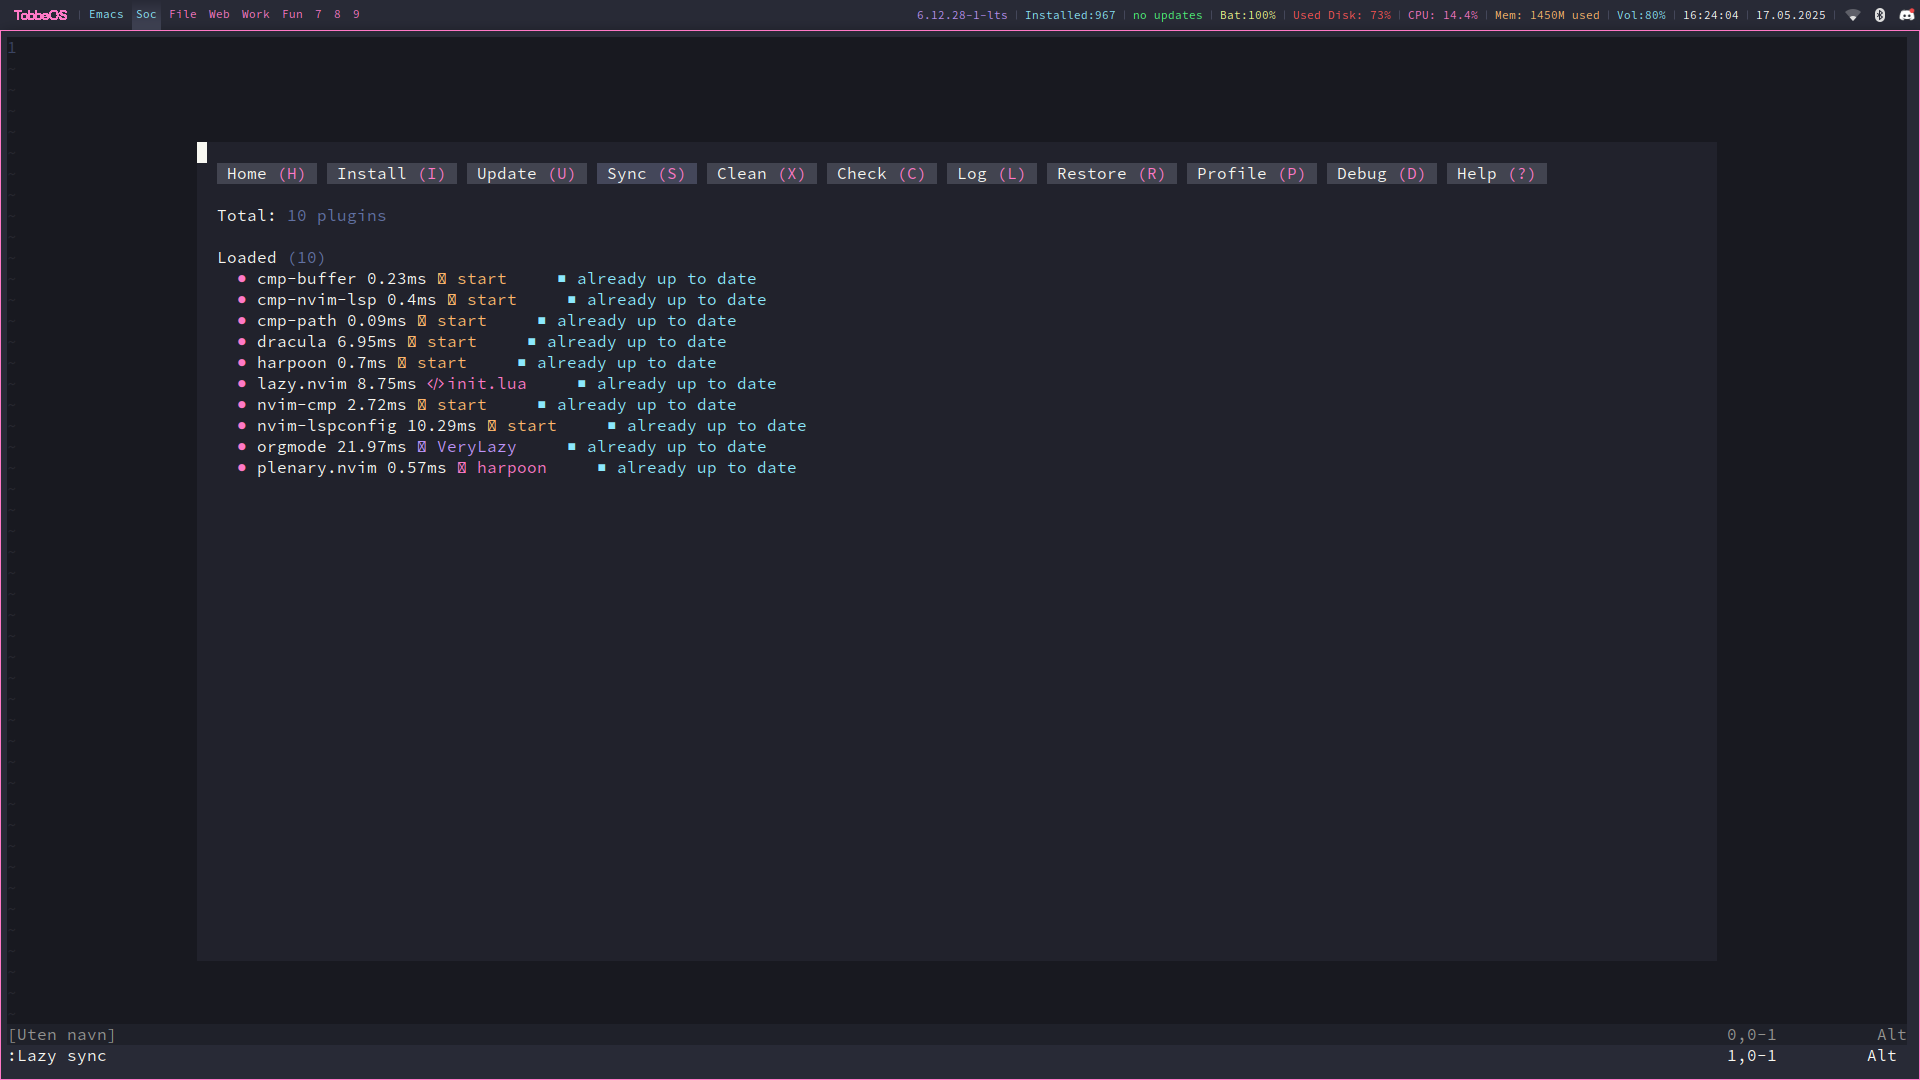 TobbeOS | Emacs Soc File Web Work Fun 7 8 9 6.12.28-1-lts | Installed:967 | no updates | Bat:100% | Used Disk: 73% | CPU: 14.4% | Mem: 1450M used | Vol:80% | 16:24:04 | 17.05.2025 |
1
Home (H) Install (I) Update (U) Sync (S) Clean (X) Check (C) Log (L) Restore (R) Profile (P) Debug (D) Help (?)
Total: 10 plugins
Loaded (10)
● cmp-buffer 0.23ms start ■ already up to date
● cmp-nvim-lsp 0.4ms start ■ already up to date
● cmp-path 0.09ms start ■ already up to date
● dracula 6.95ms start ■ already up to date
● harpoon 0.7ms start ■ already up to date
● lazy.nvim 8.75ms </>init.lua ■ already up to date
● nvim-cmp 2.72ms start ■ already up to date
● nvim-lspconfig 10.29ms start ■ already up to date
● orgmode 21.97ms VeryLazy ■ already up to date
● plenary.nvim 0.57ms harpoon ■ already up to date
[Uten navn] 0,0-1 Alt
:Lazy sync 1,0-1 Alt